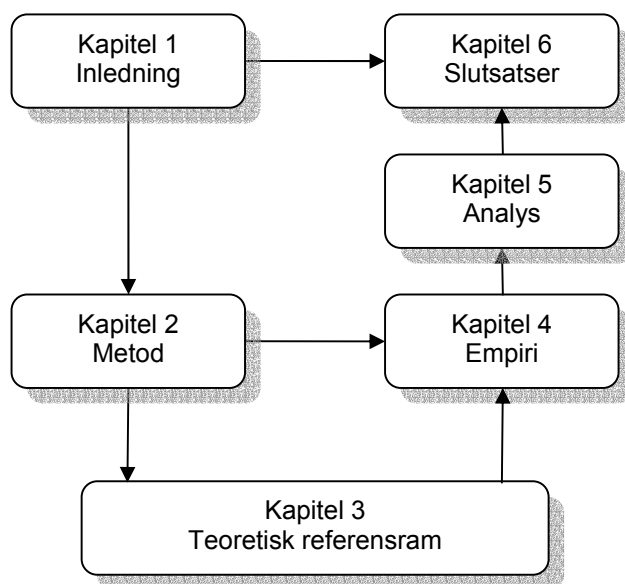 Kapitel 1
Inledning
Kapitel 6
Slutsatser
Kapitel 5
Analys
Kapitel 2
Metod
Kapitel 4
Empiri
Kapitel 3
Teoretisk referensram